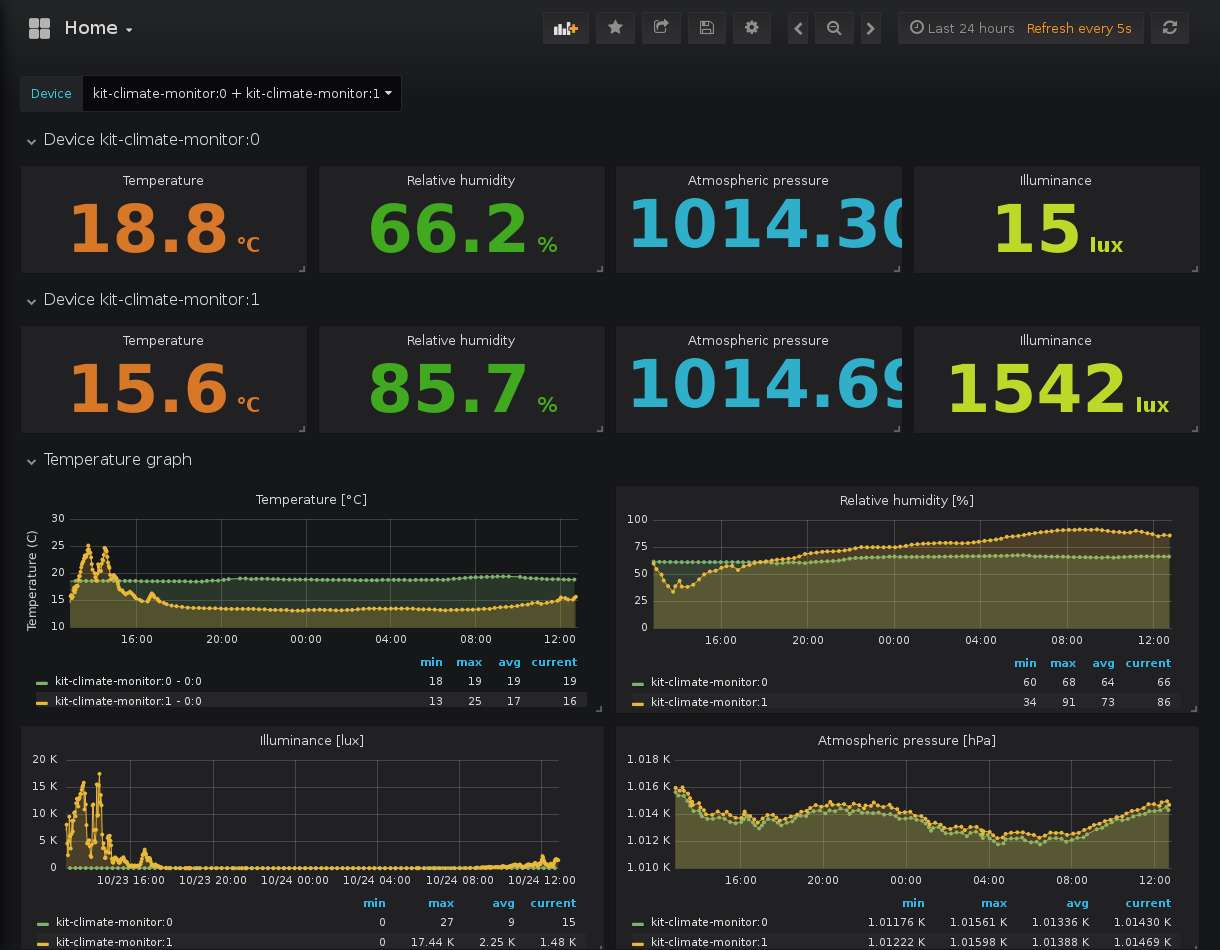 Home
Last 24 hours Refresh every 5s
Device kit-climate-monitor:0 + kit-climate-monitor:1
Device kit-climate-monitor:0
Temperature Relative humidity Atmospheric pressure Illuminance
18.8 °C 66.2 % 1014.30 15 lux
Device kit-climate-monitor:1
Temperature Relative humidity Atmospheric pressure Illuminance
15.6 °C 85.7 % 1014.69 1542 lux
Temperature graph
Temperature [°C]
Temperature (C)
30
25
20
15
10
16:00 20:00 00:00 04:00 08:00 12:00
min max avg current
kit-climate-monitor:0 - 0:0 18 19 19 19
kit-climate-monitor:1 - 0:0 13 25 17 16
Relative humidity [%]
100
75
50
25
0
16:00 20:00 00:00 04:00 08:00 12:00
min max avg current
kit-climate-monitor:0 60 68 64 66
kit-climate-monitor:1 34 91 73 86
Illuminance [lux]
20 K
15 K
10 K
5 K
0
10/23 16:00 10/23 20:00 10/24 00:00 10/24 04:00 10/24 08:00 10/24 12:00
min max avg current
kit-climate-monitor:0 0 27 9 15
kit-climate-monitor:1 0 17.44 K 2.25 K 1.48 K
Atmospheric pressure [hPa]
1.018 K
1.016 K
1.014 K
1.012 K
1.010 K
16:00 20:00 00:00 04:00 08:00 12:00
min max avg current
kit-climate-monitor:0 1.01176 K 1.01561 K 1.01336 K 1.01430 K
kit-climate-monitor:1 1.01222 K 1.01598 K 1.01388 K 1.01469 K